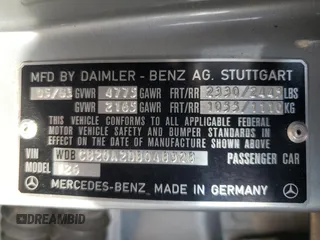 MFD BY DAIMLER - BENZ AG. STUTTGART
GVWR 4775 GAWR FRT/RR LBS
GVWR 2165 GAWR FRT/RR KG
THIS VEHICLE CONFORMS TO ALL APPLICABLE
FEDERAL MOTOR VEHICLE SAFETY STANDARDS IN
EFFECT ON THE DATE OF MANUFACTURE
SHOWN ABOVE
VIN WDB PASSENGER CAR
MODEL 126
MERCEDES-BENZ, MADE IN GERMANY
DREAMBID